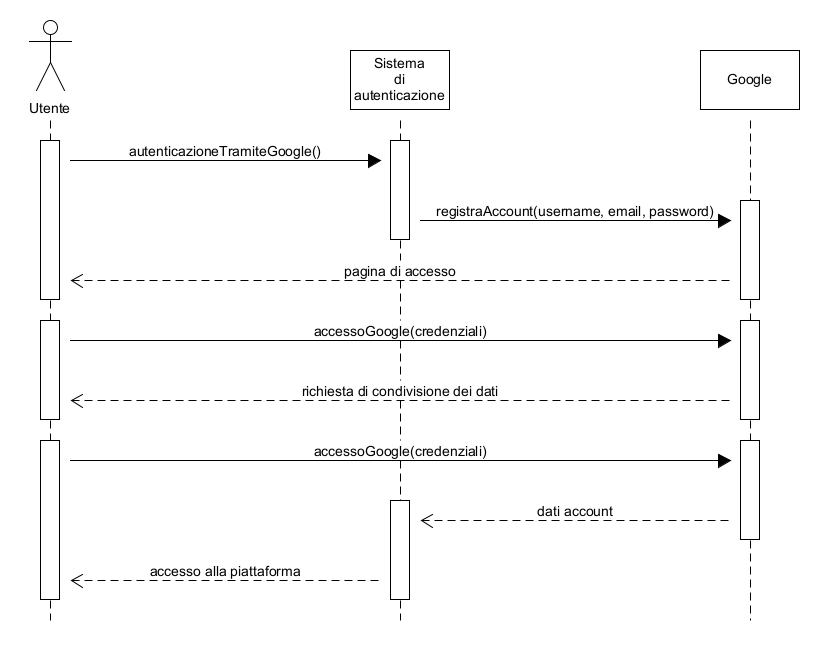 Utente
Sistema
di
autenticazione
Google
autenticazioneTramiteGoogle()
registraAccount(username, email, password)
pagina di accesso
accessoGoogle(credenziali)
richiesta di condivisione dei dati
accessoGoogle(credenziali)
dati account
accesso alla piattaforma